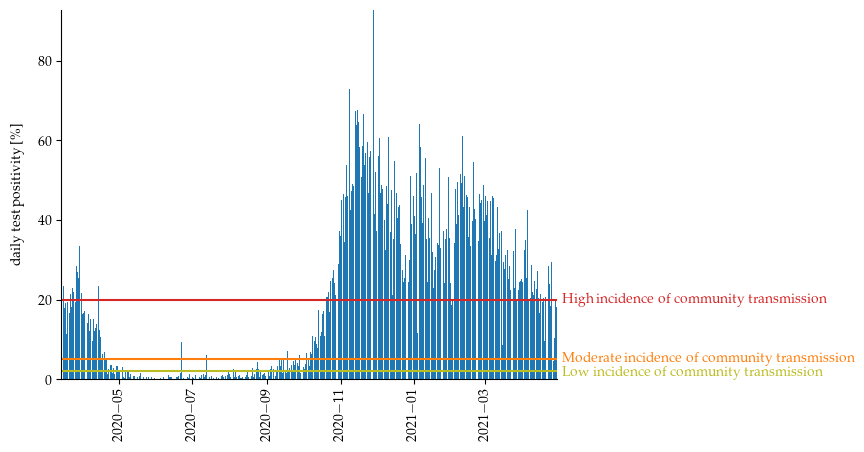 80
60
40
20
0
daily test positivity [%]
High incidence of community transmission
Moderate incidence of community transmission
Low incidence of community transmission
2020−05
2020−07
2020−09
2020−11
2021−01
2021−03